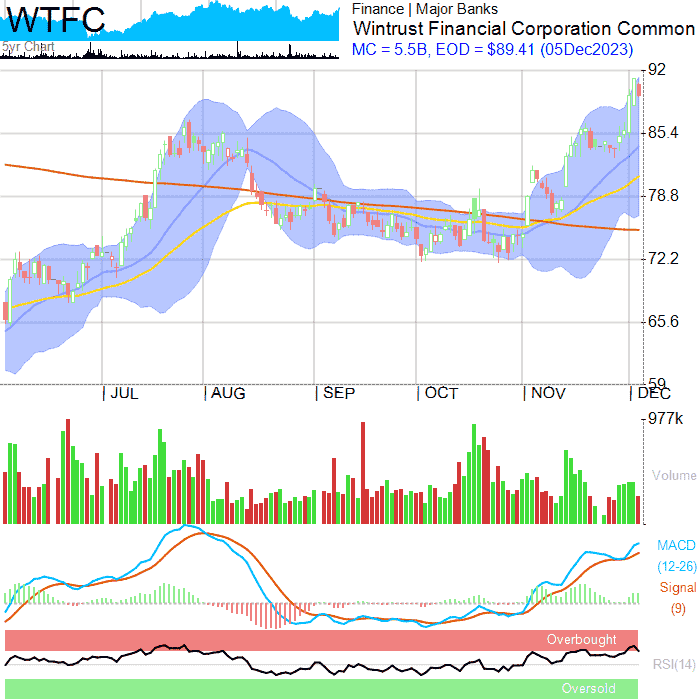 WTFC
5yr Chart
Finance | Major Banks
Wintrust Financial Corporation Common
MC = 5.5B, EOD = $89.41 (05Dec2023)
92
85.4
78.8
72.2
65.6
59
JUL
AUG
SEP
OCT
NOV
DEC
977k
Volume
MACD
(12-26)
Signal
(9)
Overbought
RSI(14)
Oversold